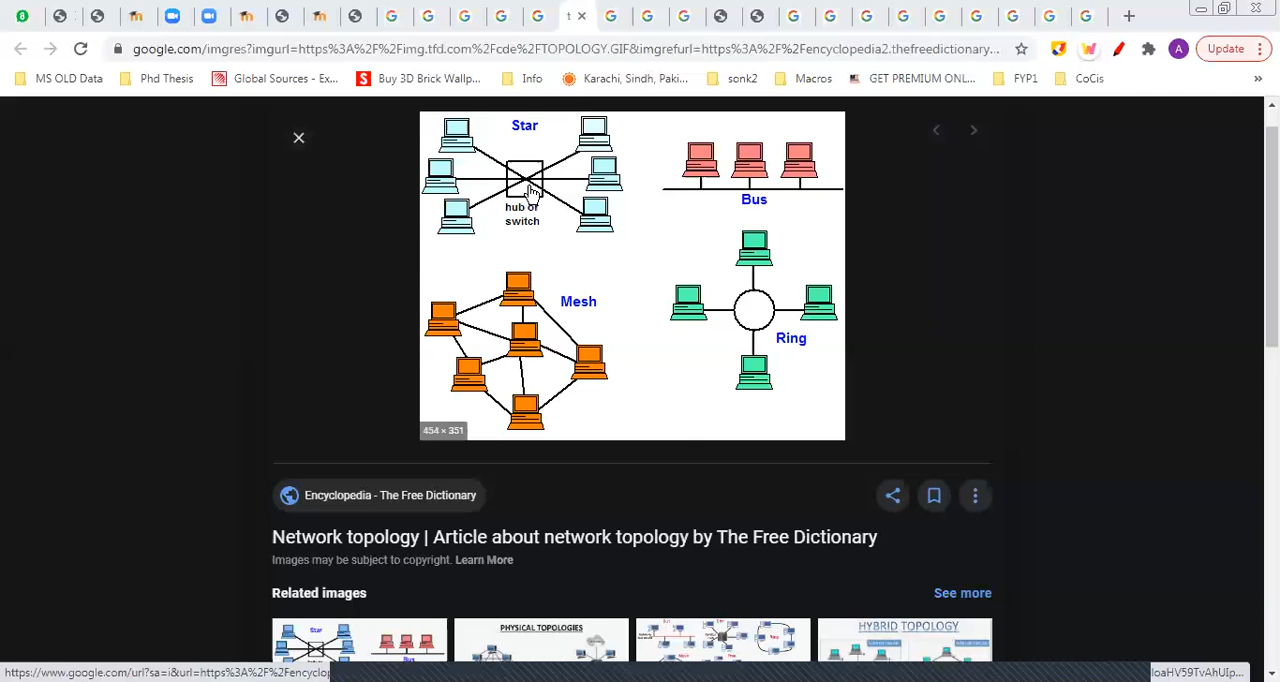 t
google.com/imgres?imgurl=https%3A%2F%2Fimg.tfd.com%2Fcde%2FTOPOLOGY.GIF&imgrefurl=https%3A%2F%2Fencyclopedia2.thefreedictionary...
A
Update
MS OLD Data
Phd Thesis
Global Sources - Ex...
S
Buy 3D Brick Wallp...
Info
Karachi, Sindh, Paki...
sonk2
Macros
GET PREMIUM ONL...
FYP1
CoCis
»
Star
hub or
switch
Bus
Mesh
Ring
454 × 351
Encyclopedia - The Free Dictionary
Network topology | Article about network topology by The Free Dictionary
Images may be subject to copyright. Learn More
Related images
See more
Star
Bus
PHYSICAL TOPOLOGIES
HYBRID TOPOLOGY
https://www.google.com/url?sa=i&url=https%3A%2F%2Fencyclop
loaHV59TvAhUIp...